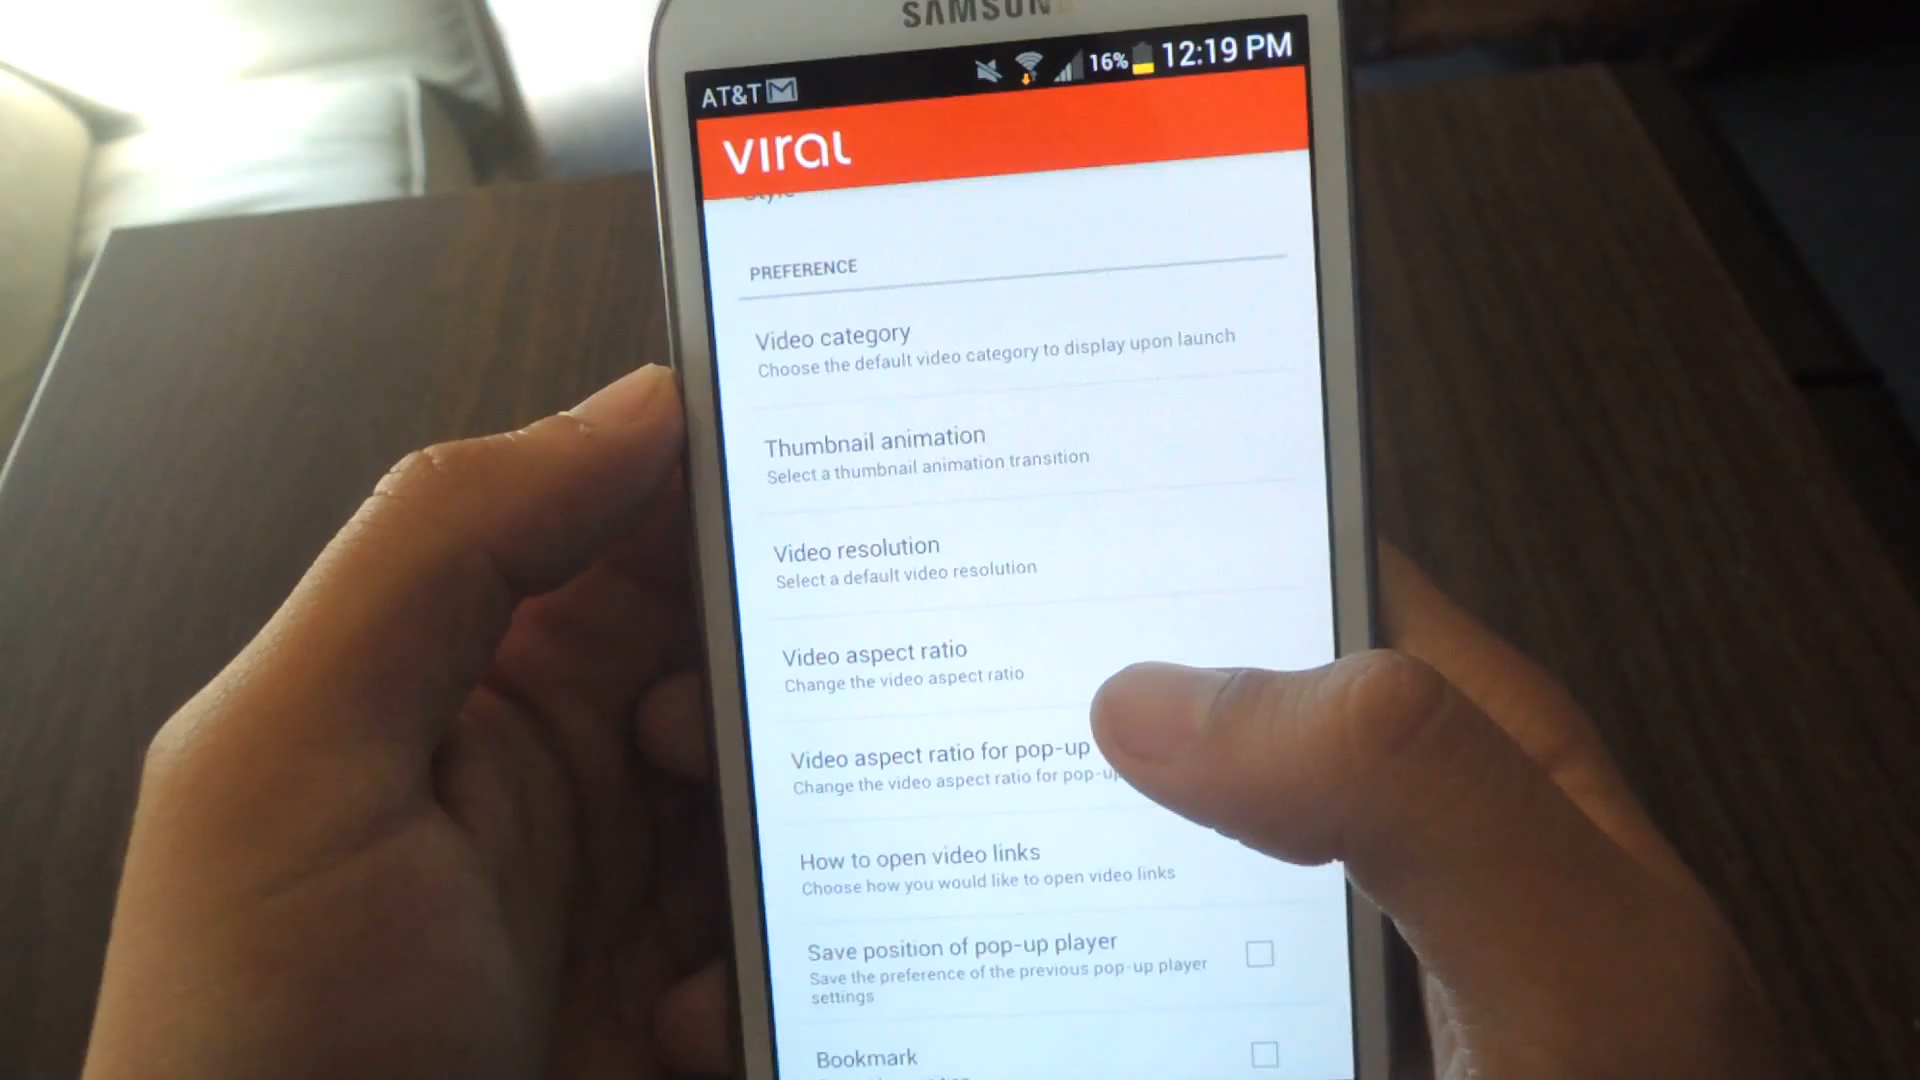 SAMSUNG
AT&T
16%
12:19 PM
viral
Style
PREFERENCE
Video category
Choose the default video category to display upon launch
Thumbnail animation
Select a thumbnail animation transition
Video resolution
Select a default video resolution
Video aspect ratio
Change the video aspect ratio
Video aspect ratio for pop-up
Change the video aspect ratio for pop-up
How to open video links
Choose how you would like to open video links
Save position of pop-up player
Save the preference of the previous pop-up player
settings
Bookmark